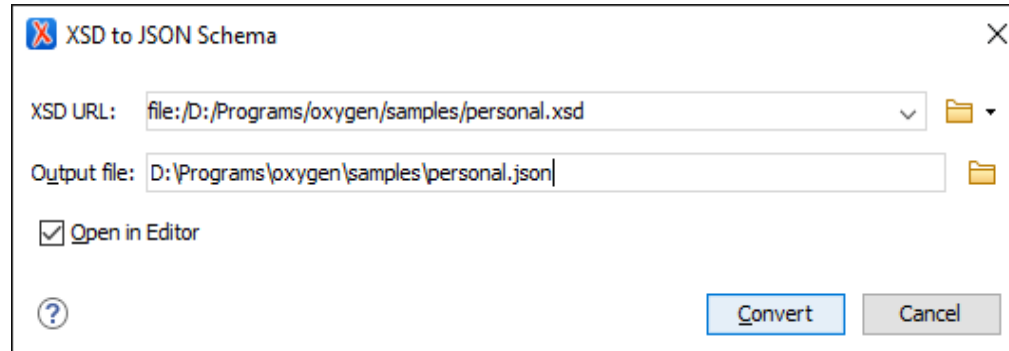 XSD to JSON Schema
XSD URL: file:/D:/Programs/oxygen/samples/personal.xsd
Output file: D:\Programs\oxygen\samples\personal.json
Open in Editor
? Convert Cancel